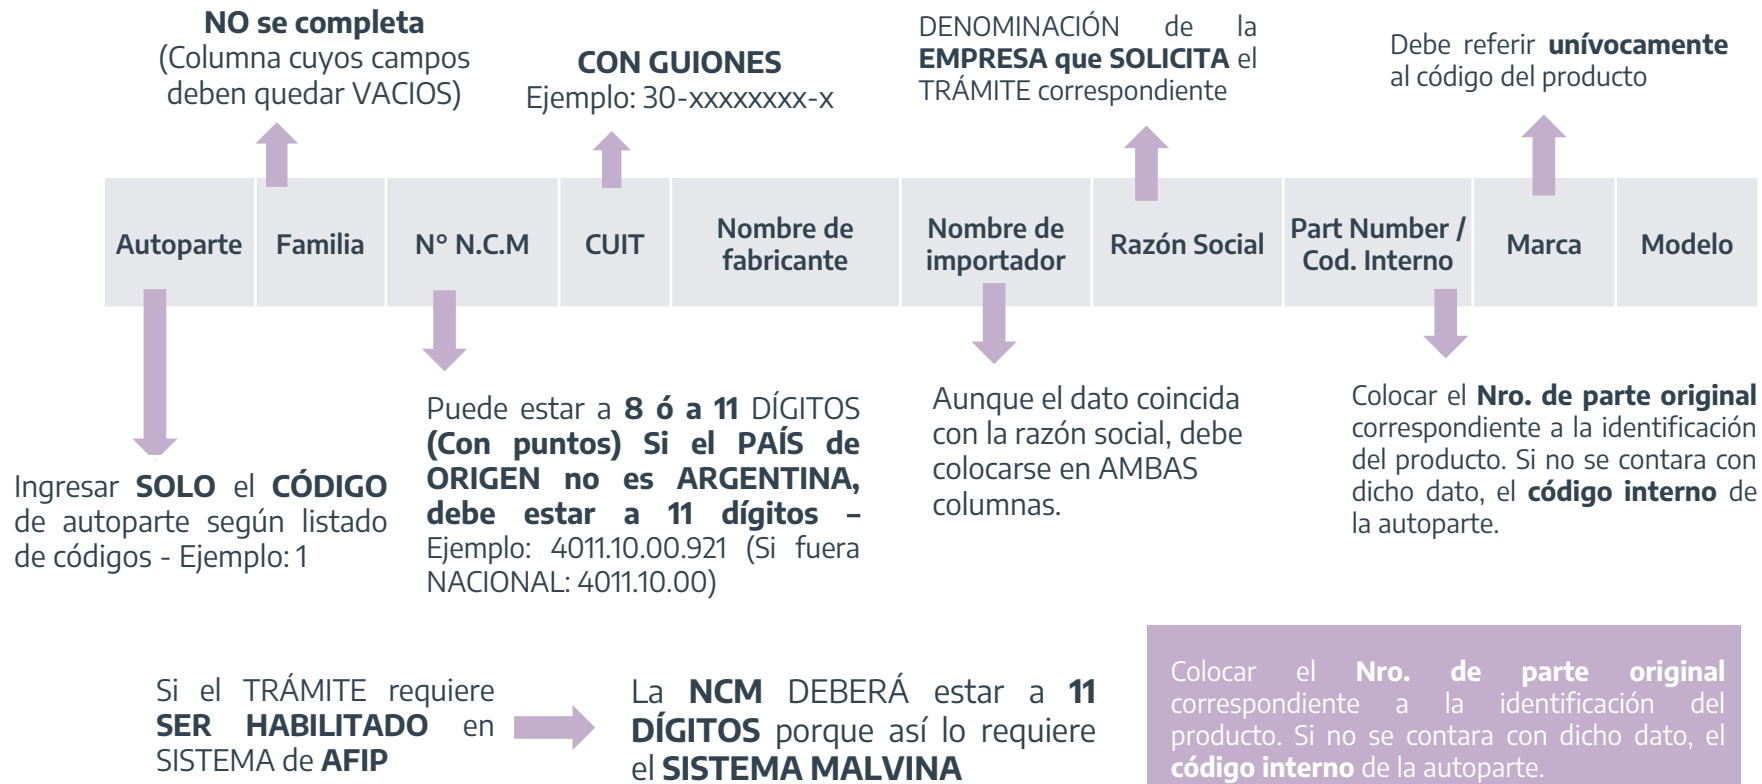 NO se completa
(Columna cuyos campos
deben quedar VACIOS)
CON GUIONES
Ejemplo: 30-xxxxxxxx-x
DENOMINACIÓN de la
EMPRESA que SOLICITA el
TRÁMITE correspondiente
Debe referir unívocamente
al código del producto
Autoparte
Familia
N° N.C.M
CUIT
Nombre de
fabricante
Nombre de
importador
Razón Social
Part Number /
Cod. Interno
Marca
Modelo
Ingresar SOLO el CÓDIGO
de autoparte según listado
de códigos - Ejemplo: 1
Puede estar a 8 ó a 11 DÍGITOS
(Con puntos) Si el PAÍS de
ORIGEN no es ARGENTINA,
debe estar a 11 dígitos –
Ejemplo: 4011.10.00.921 (Si fuera
NACIONAL: 4011.10.00)
Aunque el dato coincida
con la razón social, debe
colocarse en AMBAS
columnas.
Colocar el Nro. de parte original
correspondiente a la identificación
del producto. Si no se contara con
dicho dato, el código interno de
la autoparte.
Si el TRÁMITE requiere
SER HABILITADO en
SISTEMA de AFIP
La NCM DEBERÁ estar a 11
DÍGITOS porque así lo requiere
el SISTEMA MALVINA
Colocar el Nro. de parte original
correspondiente a la identificación del
producto. Si no se contara con dicho dato, el
código interno de la autoparte.